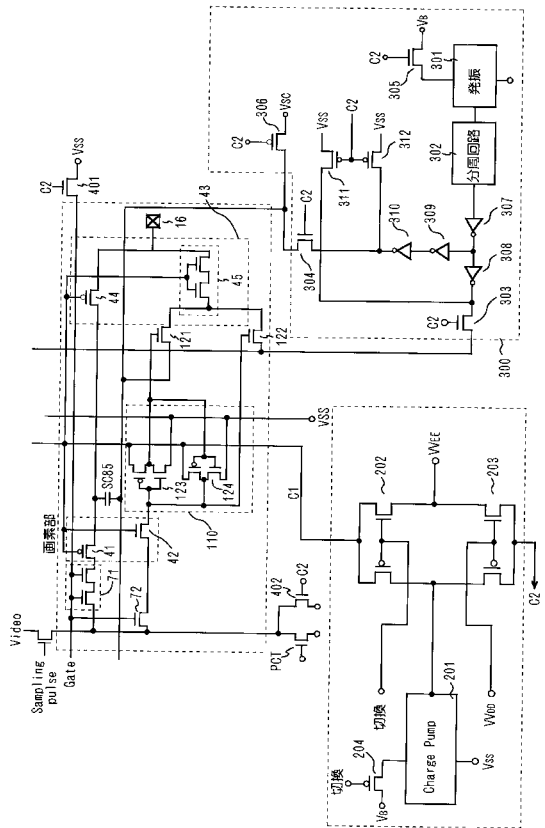 Video
Sampling
pulse
Gate
画素部
71
41
SC85
44
43
16
C2
401
VSS
72
42
123
124
110
121
122
45
PCT
402
C2
C1
VSS
C2
306
VSC
VSS
311
C2
VSS
312
304
C2
310
309
C2
305
VB
301
発振
302
分周回路
307
308
C2
303
300
切換
204
VB
Charge Pump
201
VSS
切換
VVDD
202
VVEE
203
C2